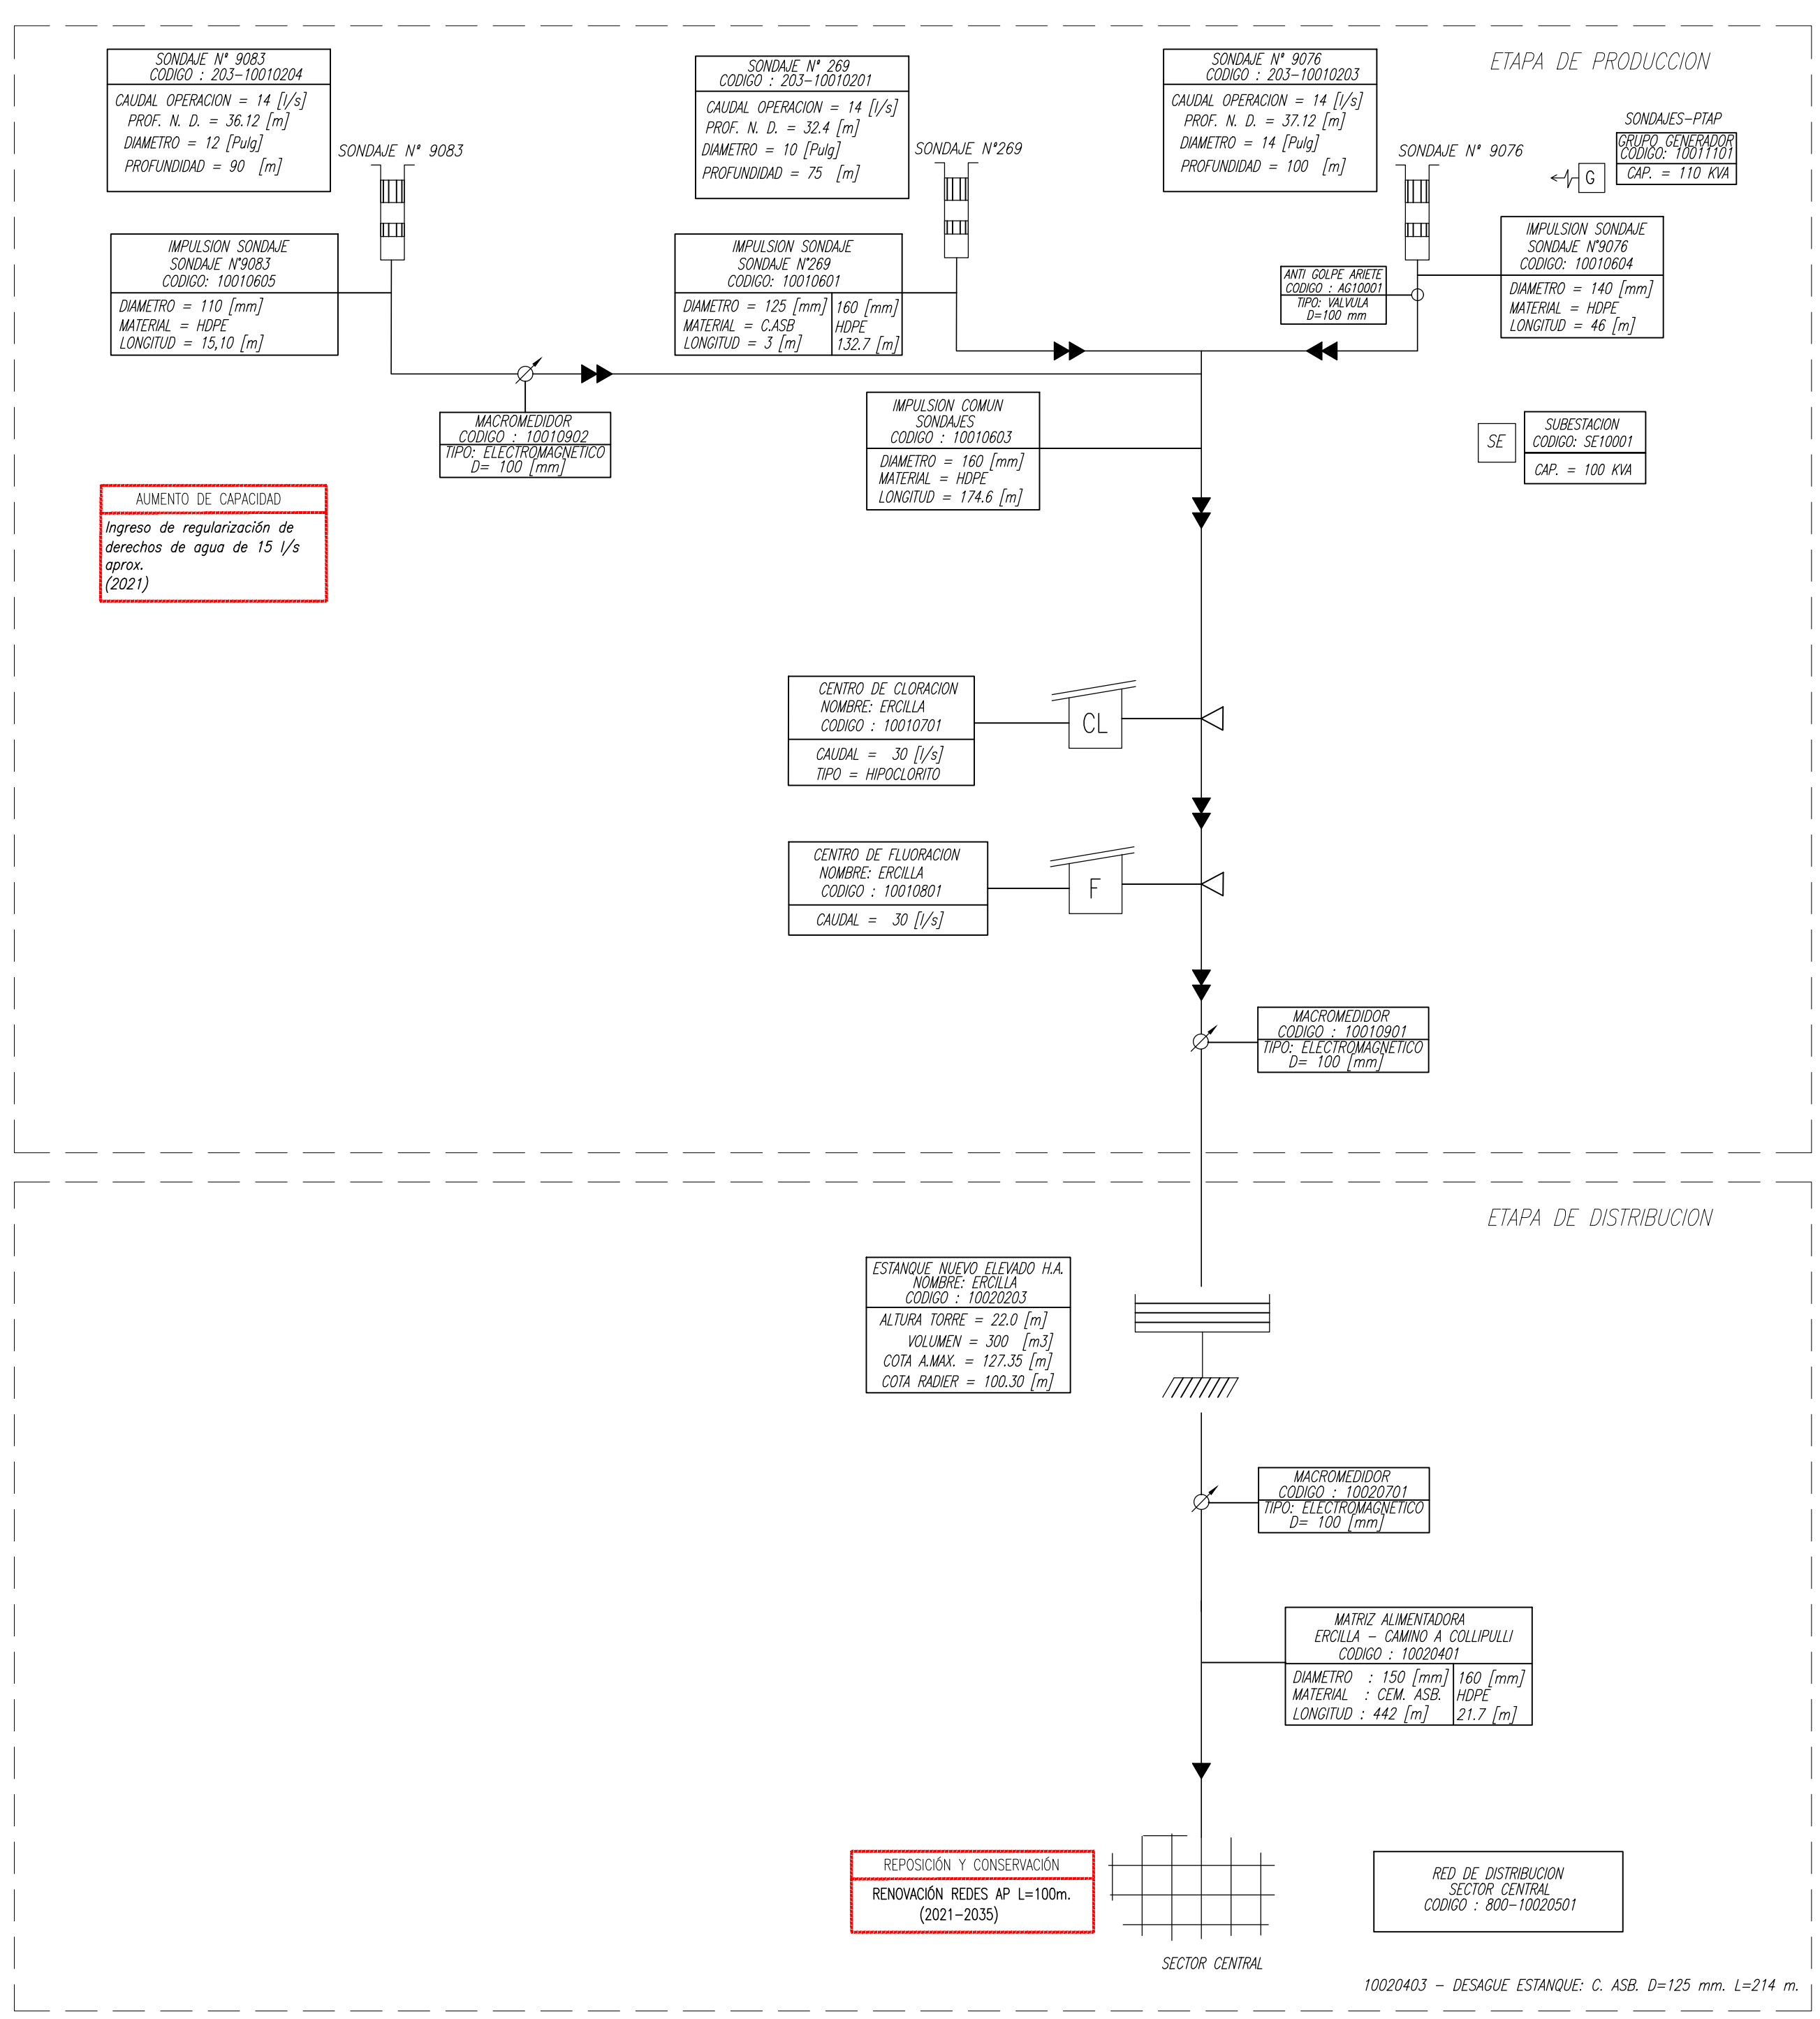 ETAPA DE PRODUCCION
SONDAJE Nº 9083
CODIGO : 203-10010204
CAUDAL OPERACION = 14 [l/s]
PROF. N. D. = 36.12 [m]
DIAMETRO = 12 [Pulg]
PROFUNDIDAD = 90 [m]
SONDAJE Nº 9083
SONDAJE Nº 269
CODIGO : 203-10010201
CAUDAL OPERACION = 14 [l/s]
PROF. N. D. = 32.4 [m]
DIAMETRO = 10 [Pulg]
PROFUNDIDAD = 75 [m]
SONDAJE Nº269
SONDAJE Nº 9076
CODIGO : 203-10010203
CAUDAL OPERACION = 14 [l/s]
PROF. N. D. = 37.12 [m]
DIAMETRO = 14 [Pulg]
PROFUNDIDAD = 100 [m]
SONDAJE Nº 9076
SONDAJES-PTAP
G
GRUPO GENERADOR
CODIGO: 10011101
CAP. = 110 KVA
IMPULSION SONDAJE
SONDAJE N°9083
CODIGO: 10010605
DIAMETRO = 110 [mm]
MATERIAL = HDPE
LONGITUD = 15,10 [m]
IMPULSION SONDAJE
SONDAJE N°269
CODIGO: 10010601
DIAMETRO = 125 [mm] 160 [mm]
MATERIAL = C.ASB HDPE
LONGITUD = 3 [m] 132.7 [m]
ANTI GOLPE ARIETE
CODIGO : AG10001
TIPO: VALVULA
D=100 mm
IMPULSION SONDAJE
SONDAJE N°9076
CODIGO: 10010604
DIAMETRO = 140 [mm]
MATERIAL = HDPE
LONGITUD = 46 [m]
MACROMEDIDOR
CODIGO : 10010902
TIPO: ELECTROMAGNETICO
D= 100 [mm]
IMPULSION COMUN
SONDAJES
CODIGO : 10010603
DIAMETRO = 160 [mm]
MATERIAL = HDPE
LONGITUD = 174.6 [m]
SE
SUBESTACION
CODIGO: SE10001
CAP. = 100 KVA
AUMENTO DE CAPACIDAD
Ingreso de regularización de
derechos de agua de 15 l/s
aprox.
(2021)
CENTRO DE CLORACION
NOMBRE: ERCILLA
CODIGO : 10010701
CAUDAL = 30 [l/s]
TIPO = HIPOCLORITO
CL
CENTRO DE FLUORACION
NOMBRE: ERCILLA
CODIGO : 10010801
CAUDAL = 30 [l/s]
F
MACROMEDIDOR
CODIGO : 10010901
TIPO: ELECTROMAGNETICO
D= 100 [mm]
ETAPA DE DISTRIBUCION
ESTANQUE NUEVO ELEVADO H.A.
NOMBRE: ERCILLA
CODIGO : 10020203
ALTURA TORRE = 22.0 [m]
VOLUMEN = 300 [m3]
COTA A.MAX. = 127.35 [m]
COTA RADIER = 100.30 [m]
MACROMEDIDOR
CODIGO : 10020701
TIPO: ELECTROMAGNETICO
D= 100 [mm]
MATRIZ ALIMENTADORA
ERCILLA - CAMINO A COLLIPULLI
CODIGO : 10020401
DIAMETRO : 150 [mm] 160 [mm]
MATERIAL : CEM. ASB. HDPE
LONGITUD : 442 [m] 21.7 [m]
REPOSICIÓN Y CONSERVACIÓN
RENOVACIÓN REDES AP L=100m.
(2021-2035)
SECTOR CENTRAL
RED DE DISTRIBUCION
SECTOR CENTRAL
CODIGO : 800-10020501
10020403 - DESAGUE ESTANQUE: C. ASB. D=125 mm. L=214 m.